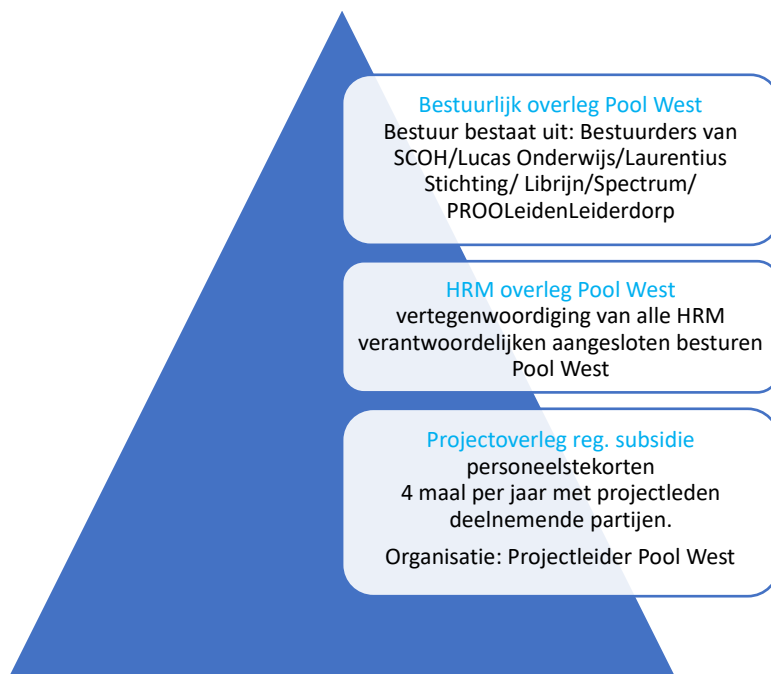 Bestuurlijk overleg Pool West
Bestuur bestaat uit: Bestuurders van
SCOH/Lucas Onderwijs/Laurentius
Stichting/ Librijn/Spectrum/
PROOLeidenLeiderdorp
HRM overleg Pool West
vertegenwoordiging van alle HRM
verantwoordelijken aangesloten besturen
Pool West
Projectoverleg reg. subsidie
personeelstekorten
4 maal per jaar met projectleden
deelnemende partijen.
Organisatie: Projectleider Pool West